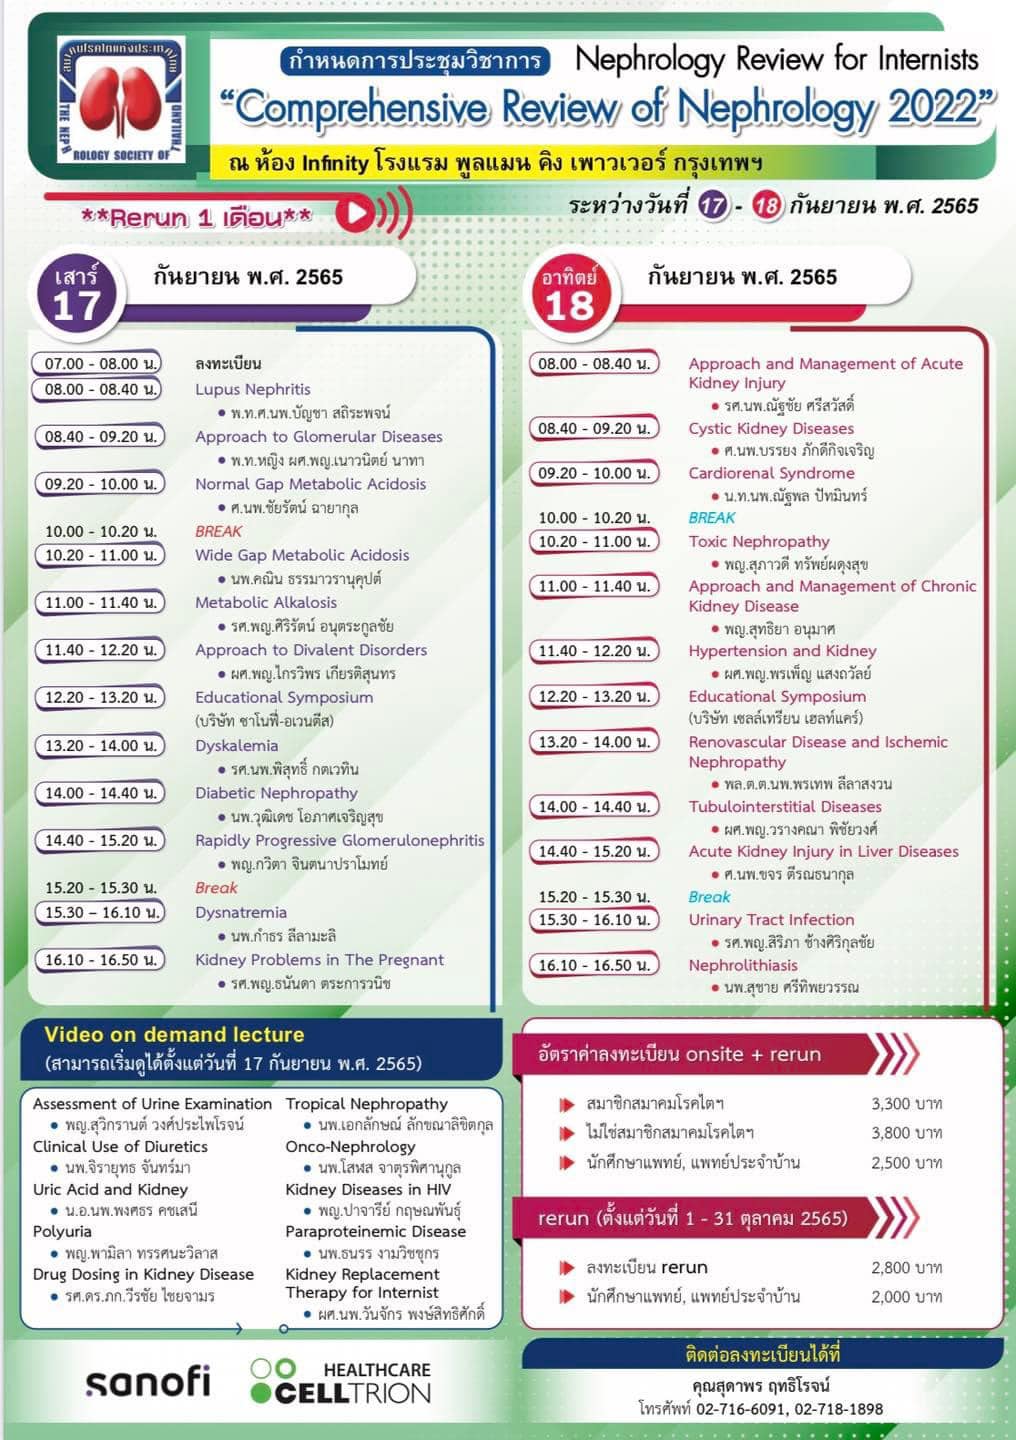 สมาคมโรคไตแห่งประเทศไทย
THE NEPHROLOGY SOCIETY OF THAILAND
กำหนดการประชุมวิชาการ Nephrology Review for Internists
“Comprehensive Review of Nephrology 2022”
ณ ห้อง Infinity โรงแรม พูลแมน คิง เพาวเวอร์ กรุงเทพฯ
**Rerun 1 เดือน**
ระหว่างวันที่ 17 - 18 กันยายน พ.ศ. 2565
เสาร์ 17 กันยายน พ.ศ. 2565
07.00 - 08.00 น. ลงทะเบียน
08.00 - 08.40 น. Lupus Nephritis
• พ.ท.ศ.นพ.บัญชา สถิระพจน์
08.40 - 09.20 น. Approach to Glomerular Diseases
• พ.ท.หญิง ผศ.พญ.เนาวนิตย์ นาทา
09.20 - 10.00 น. Normal Gap Metabolic Acidosis
• ศ.นพ.ชัยรัตน์ ฉายากุล
10.00 - 10.20 น. BREAK
10.20 - 11.00 น. Wide Gap Metabolic Acidosis
• นพ.คณิน ธรรมาวรานุคุปต์
11.00 - 11.40 น. Metabolic Alkalosis
• รศ.พญ.ศิริรัตน์ อนุตระกูลชัย
11.40 - 12.20 น. Approach to Divalent Disorders
• ผศ.พญ.ไกรวิพร เกียรติสุนทร
12.20 - 13.20 น. Educational Symposium
(บริษัท ซาโนฟี่-อเวนตีส)
13.20 - 14.00 น. Dyskalemia
• รศ.นพ.พิสุทธิ์ กตเวทิน
14.00 - 14.40 น. Diabetic Nephropathy
• นพ.วุฒิเดช โอภาศเจริญสุข
14.40 - 15.20 น. Rapidly Progressive Glomerulonephritis
• พญ.กวิตา จินตนาปราโมทย์
15.20 - 15.30 น. Break
15.30 – 16.10 น. Dysnatremia
• นพ.กำธร ลีลามะลิ
16.10 - 16.50 น. Kidney Problems in The Pregnant
• รศ.พญ.ธนันดา ตระการวนิช
อาทิตย์ 18 กันยายน พ.ศ. 2565
08.00 - 08.40 น. Approach and Management of Acute
Kidney Injury
• รศ.นพ.ณัฐชัย ศรีสวัสดิ์
08.40 - 09.20 น. Cystic Kidney Diseases
• ศ.นพ.บรรยง ภักดีกิจเจริญ
09.20 - 10.00 น. Cardiorenal Syndrome
• น.ท.นพ.ณัฐพล ปัทมินทร์
10.00 - 10.20 น. BREAK
10.20 - 11.00 น. Toxic Nephropathy
• พญ.สุภาวดี ทรัพย์ผดุงสุข
11.00 - 11.40 น. Approach and Management of Chronic
Kidney Disease
• พญ.สุทธิยา อนุมาศ
11.40 - 12.20 น. Hypertension and Kidney
• ผศ.พญ.พรเพ็ญ แสงถวัลย์
12.20 - 13.20 น. Educational Symposium
(บริษัท เซลล์เทรียน เฮลท์แคร์)
13.20 - 14.00 น. Renovascular Disease and Ischemic
Nephropathy
• พล.ต.ต.นพ.พรเทพ ลีลาสงวน
14.00 - 14.40 น. Tubulointerstitial Diseases
• ผศ.พญ.วรางคณา พิชัยวงศ์
14.40 - 15.20 น. Acute Kidney Injury in Liver Diseases
• ศ.นพ.ขจร ตีรณธนากุล
15.20 - 15.30 น. Break
15.30 - 16.10 น. Urinary Tract Infection
• รศ.พญ.สิริภา ช้างศิริกุลชัย
16.10 - 16.50 น. Nephrolithiasis
• นพ.สุชาย ศรีทิพยวรรณ
Video on demand lecture
(สามารถเริ่มดูได้ตั้งแต่วันที่ 17 กันยายน พ.ศ. 2565)
Assessment of Urine Examination
• พญ.สุวิกรานต์ วงศ์ประไพโรจน์
Clinical Use of Diuretics
• นพ.จิรายุทธ จันทร์มา
Uric Acid and Kidney
• น.อ.นพ.พงศธร คชเสนี
Polyuria
• พญ.พามิลา ทรรศนะวิลาส
Drug Dosing in Kidney Disease
• รศ.ดร.ภก.วีรชัย ไชยจามร
Tropical Nephropathy
• นพ.เอกลักษณ์ ลักขณาลิขิตกุล
Onco-Nephrology
• นพ.โสฬส จาตุรพิศานุกูล
Kidney Diseases in HIV
• พญ.ปาจารีย์ กฤษณพันธุ์
Paraproteinemic Disease
• นพ.ธนรร งามวิชชุกร
Kidney Replacement
Therapy for Internist
• ผศ.นพ.วันจักร พงษ์สิทธิศักดิ์
อัตราค่าลงทะเบียน onsite + rerun
สมาชิกสมาคมโรคไตฯ 3,300 บาท
ไม่ใช่สมาชิกสมาคมโรคไตฯ 3,800 บาท
นักศึกษาแพทย์, แพทย์ประจำบ้าน 2,500 บาท
rerun (ตั้งแต่วันที่ 1 - 31 ตุลาคม 2565)
ลงทะเบียน rerun 2,800 บาท
นักศึกษาแพทย์, แพทย์ประจำบ้าน 2,000 บาท
sanofi
HEALTHCARE
CELLTRION
ติดต่อลงทะเบียนได้ที่
คุณสุดาพร ฤทธิโรจน์
โทรศัพท์ 02-716-6091, 02-718-1898